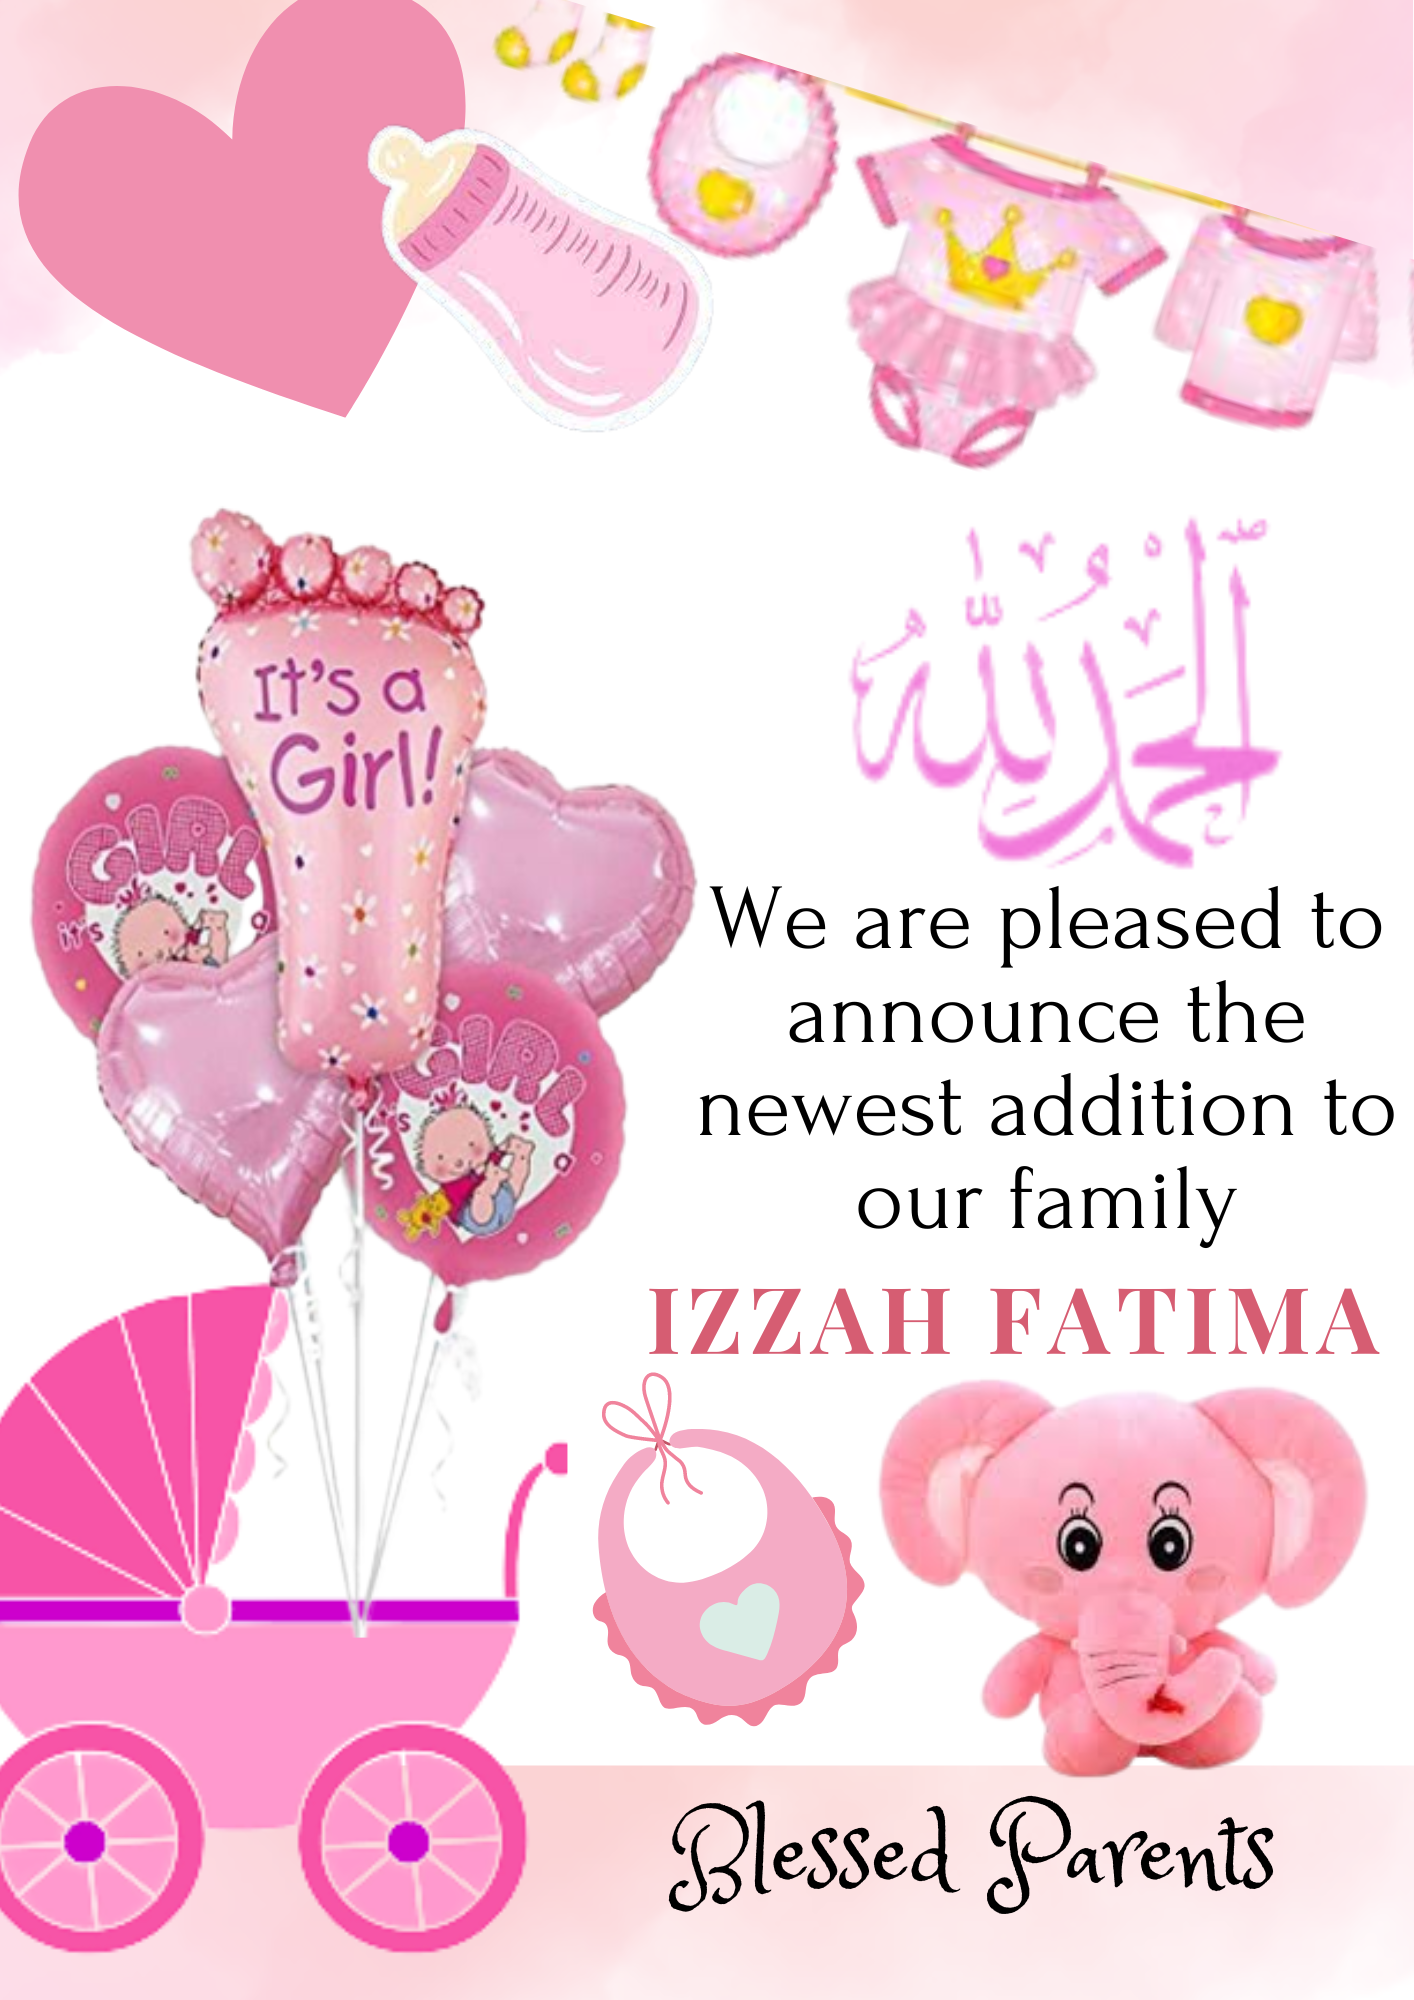 It's a
Girl!
GIRL
it's a
GIRL
it's a
الحمد لله
We are pleased to
announce the
newest addition to
our family
IZZAH FATIMA
Blessed Parents